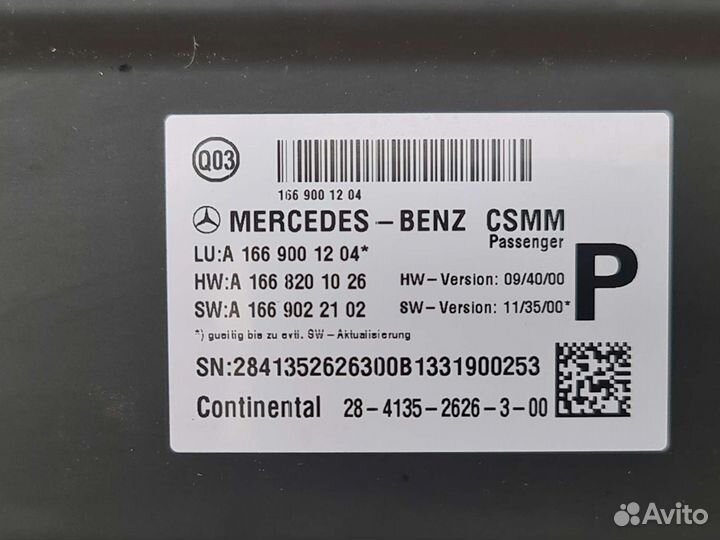 Q03
166 900 12 04
MERCEDES-BENZ CSMM
Passenger
LU:A 166 900 12 04*
HW:A 166 820 10 26 HW-Version: 09/40/00
SW:A 166 902 21 02 SW-Version: 11/35/00*
P
*) gueltig bis zu evtl. SW-Aktualisierung
SN:2841352626300B1331900253
Continental 28-4135-2626-3-00
Avito